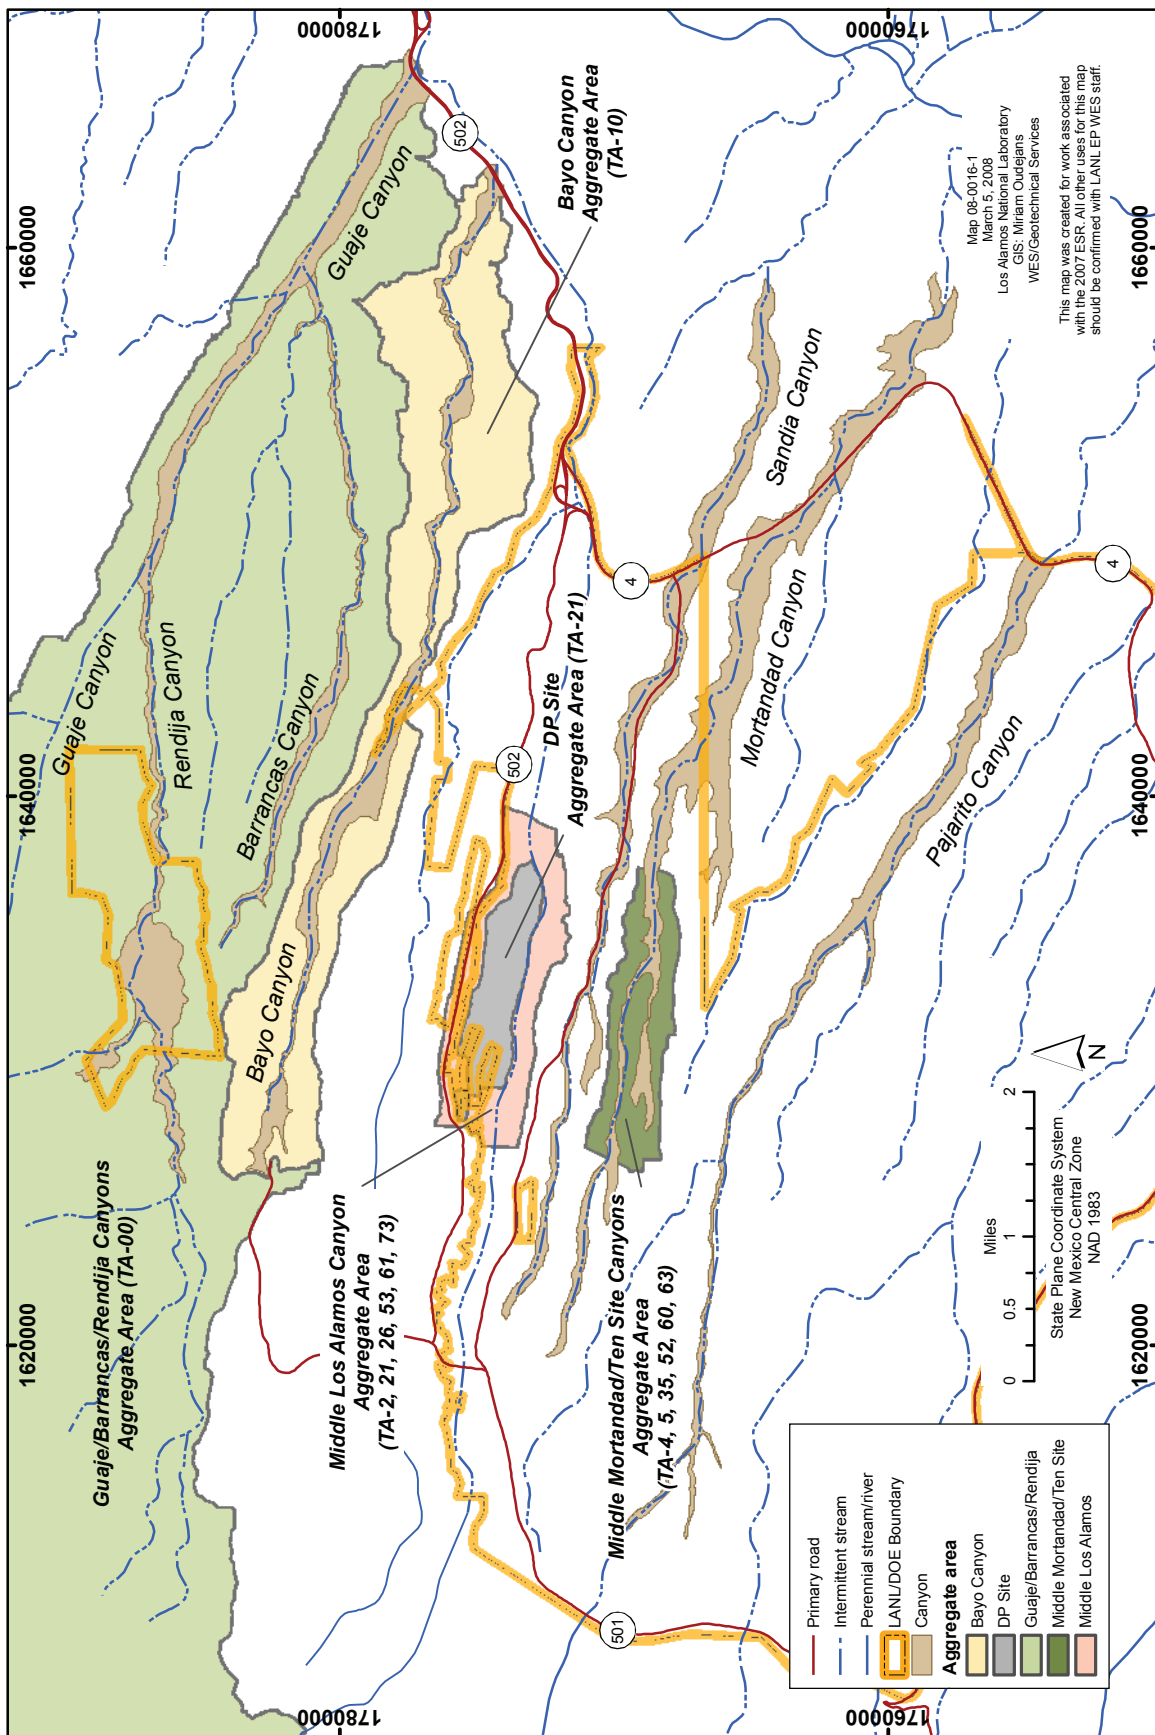 1620000
1640000
1660000
1780000
1780000
1760000
1760000
1620000
1640000
1660000
Guaje/Barrancas/Rendija Canyons
Aggregate Area (TA-00)
Guaje Canyon
Rendija Canyon
Barrancas Canyon
Guaje Canyon
Bayo Canyon
502
Bayo Canyon
Aggregate Area
(TA-10)
Middle Los Alamos Canyon
Aggregate Area
(TA-2, 21, 26, 53, 61, 73)
502
DP Site
Aggregate Area (TA-21)
4
Sandia Canyon
Mortandad Canyon
Middle Mortandad/Ten Site Canyons
Aggregate Area
(TA-4, 5, 35, 52, 60, 63)
501
Pajarito Canyon
4
Primary road
Intermittent stream
Perennial stream/river
LANL/DOE Boundary
Canyon
Aggregate area
Bayo Canyon
DP Site
Guaje/Barrancas/Rendija
Middle Mortandad/Ten Site
Middle Los Alamos
Miles
0 0.5 1 2
State Plane Coordinate System
New Mexico Central Zone
NAD 1983
N
Map 08-0016-1
March 5, 2008
Los Alamos National Laboratory
GIS: Miriam Oudejans
WES/Geotechnical Services
This map was created for work associated
with the 2007 ESR. All other uses for this map
should be confirmed with LANL EP WES staff.